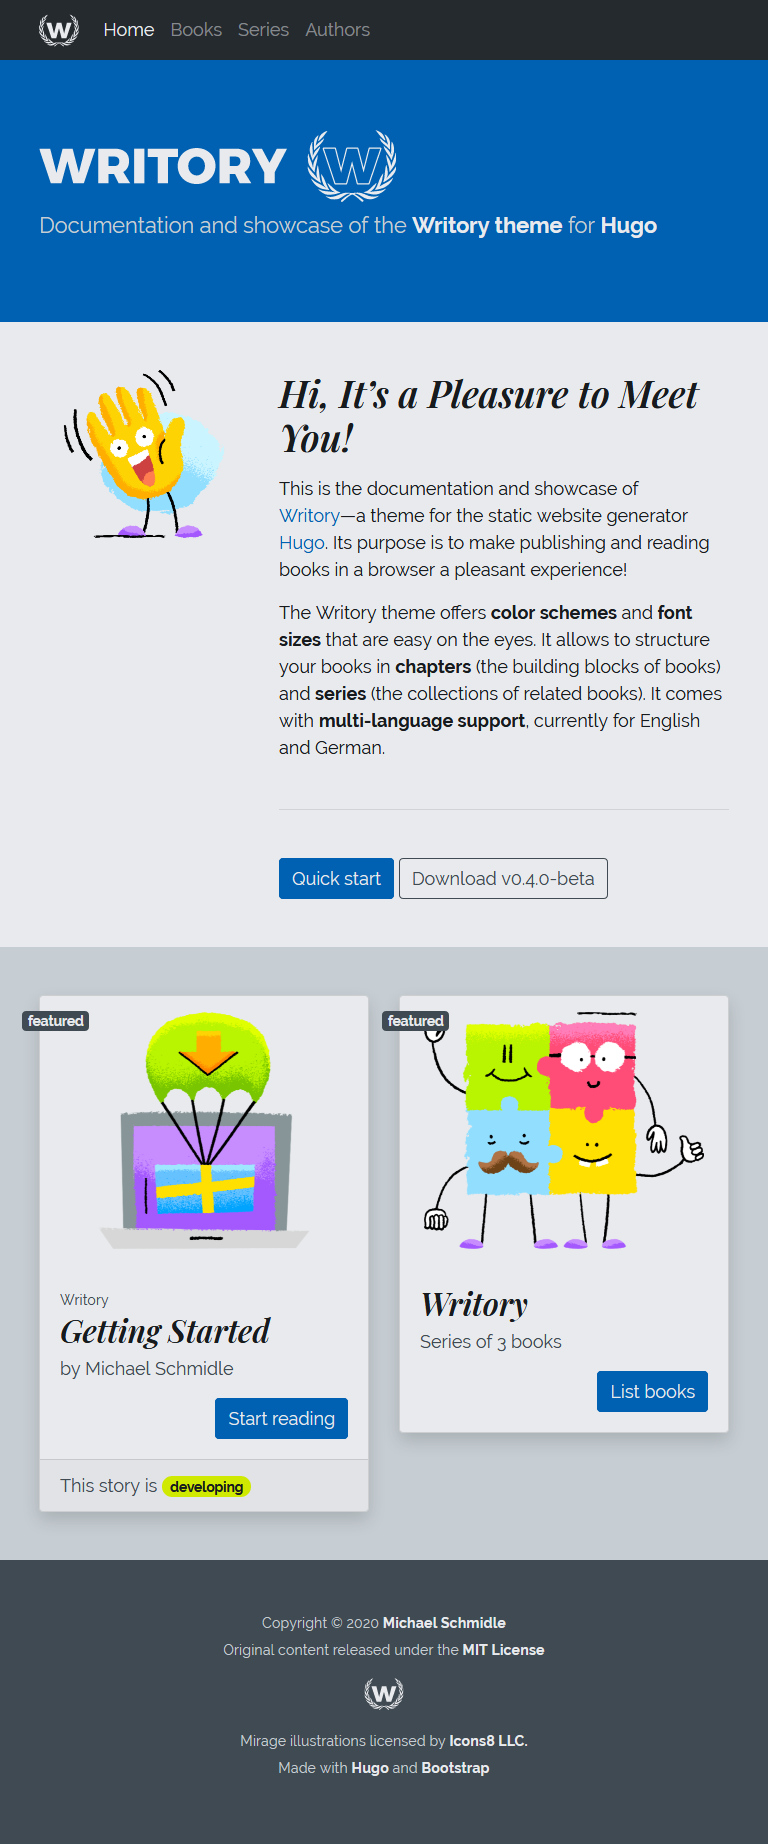 W Home Books Series Authors
WRITORY W
Documentation and showcase of the Writory theme for Hugo
Hi, It’s a Pleasure to Meet
You!
This is the documentation and showcase of
Writory—a theme for the static website generator
Hugo. Its purpose is to make publishing and reading
books in a browser a pleasant experience!
The Writory theme offers color schemes and font
sizes that are easy on the eyes. It allows to structure
your books in chapters (the building blocks of books)
and series (the collections of related books). It comes
with multi-language support, currently for English
and German.
Quick start
Download v0.4.0-beta
featured
Writory
Getting Started
by Michael Schmidle
Start reading
This story is developing
featured
Writory
Series of 3 books
List books
Copyright © 2020 Michael Schmidle
Original content released under the MIT License
W
Mirage illustrations licensed by Icons8 LLC.
Made with Hugo and Bootstrap